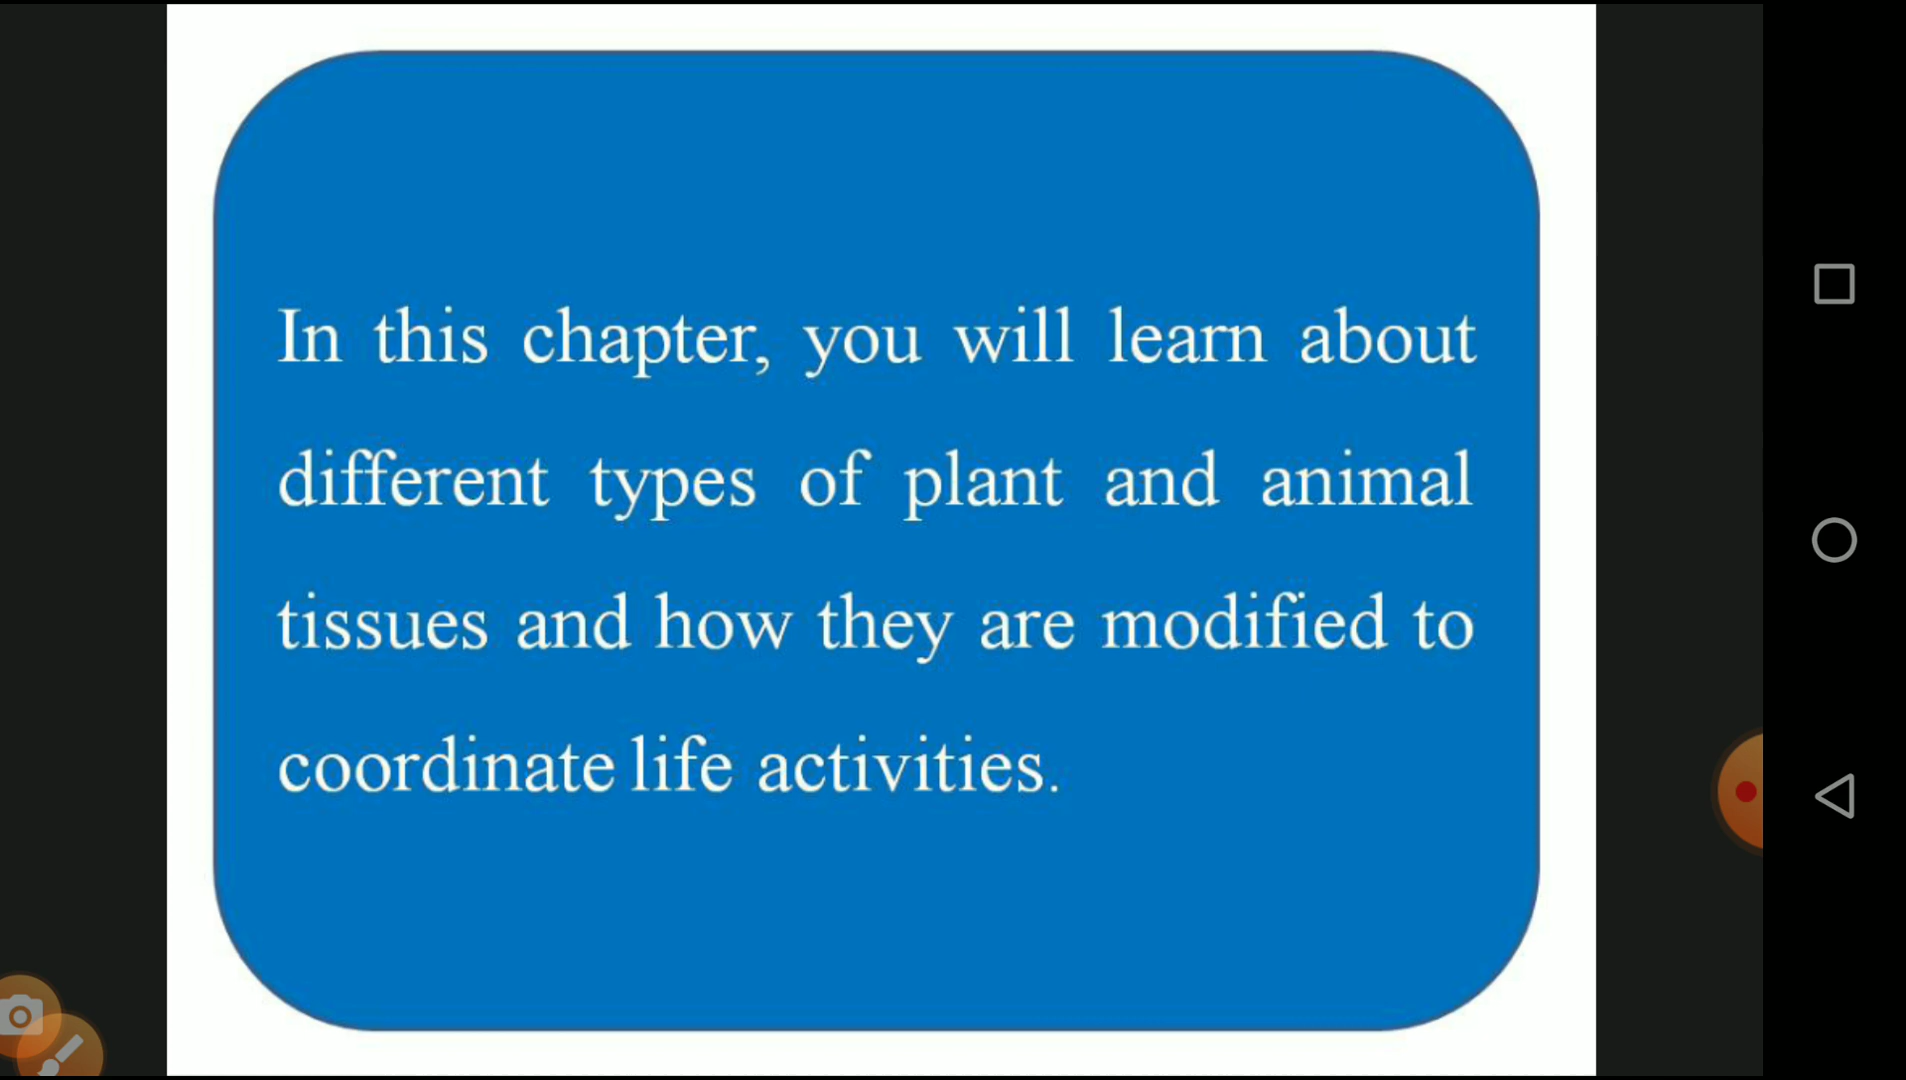 In this chapter, you will learn about
different types of plant and animal
tissues and how they are modified to
coordinate life activities.